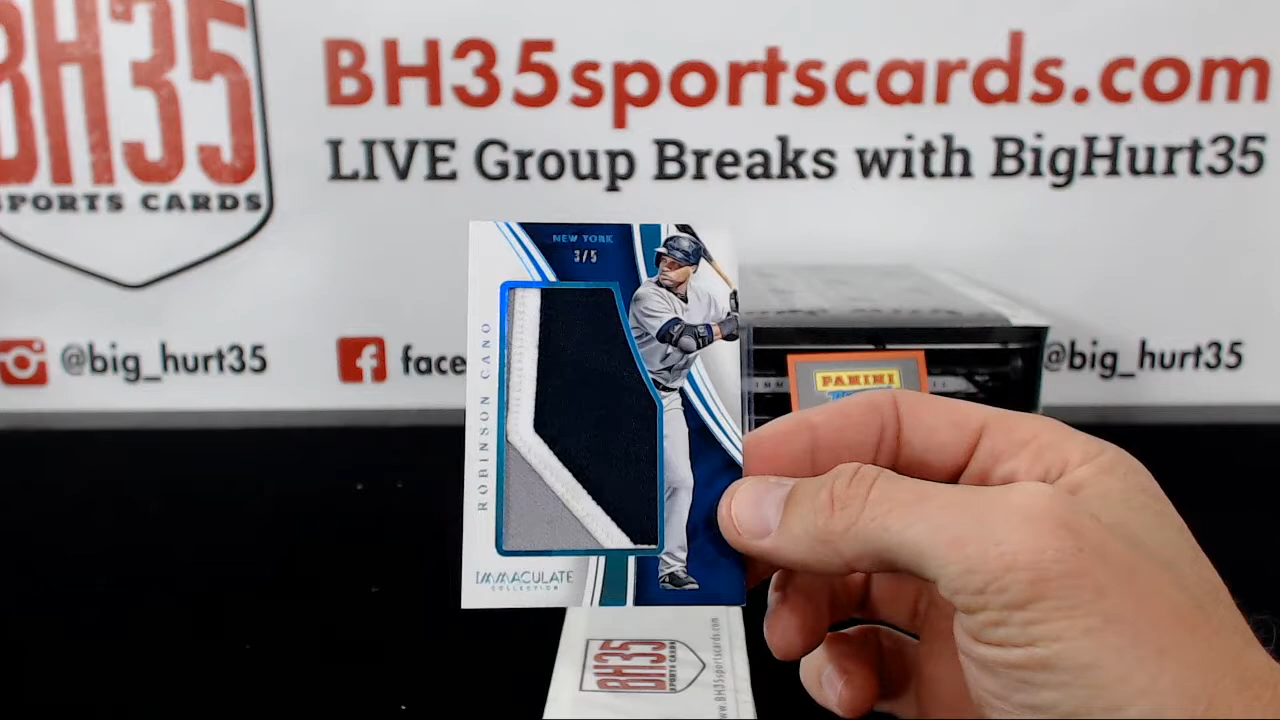 BH35
SPORTS CARDS
BH35sportscards.com
LIVE Group Breaks with BigHurt35
@big_hurt35
face
@big_hurt35
NEW YORK
3/5
ROBINSON CANO
IMMACULATE
COLLECTION
PANINI
BH35
SPORTS CARDS
www.BH35sportscards.com